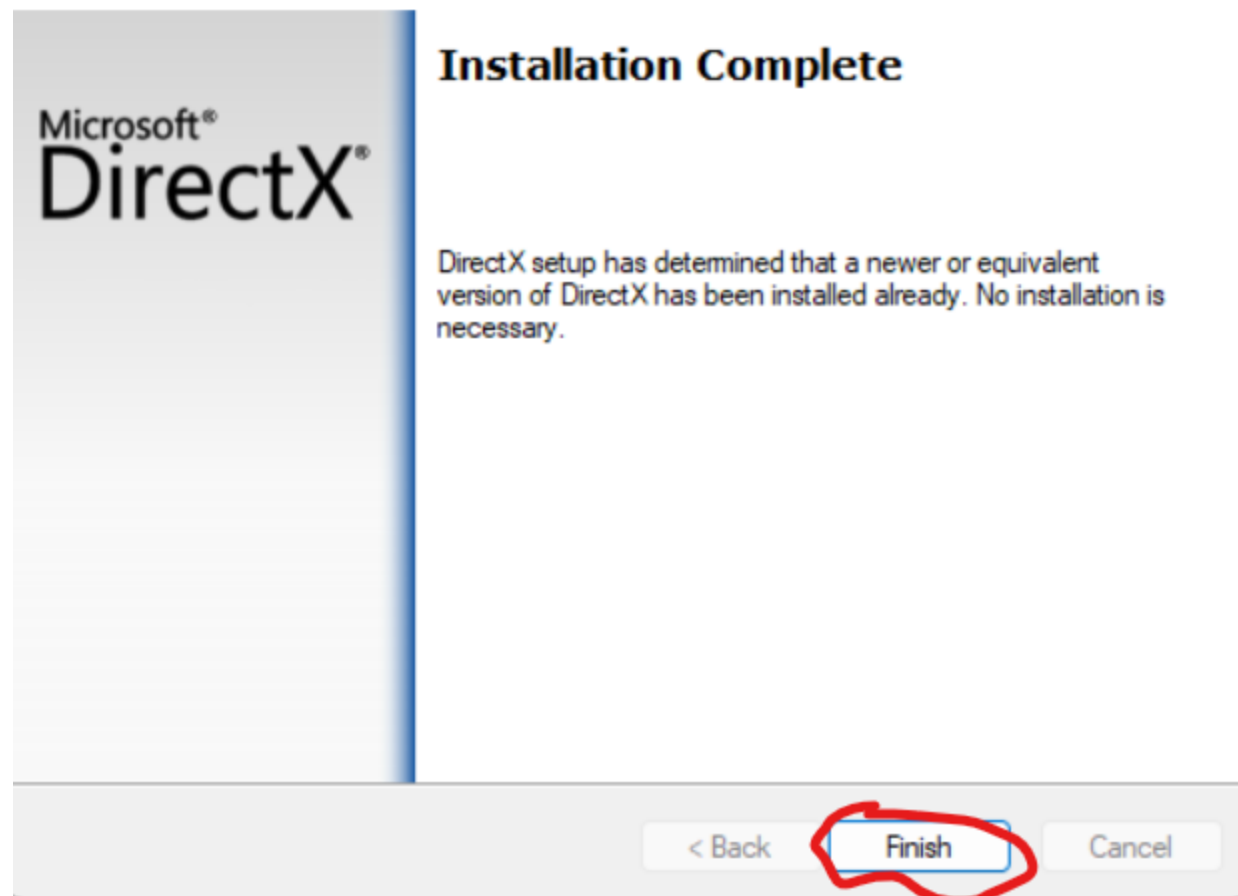 Installation Complete
Microsoft®
DirectX®
DirectX setup has determined that a newer or equivalent
version of DirectX has been installed already. No installation is
necessary.
< Back
Finish
Cancel